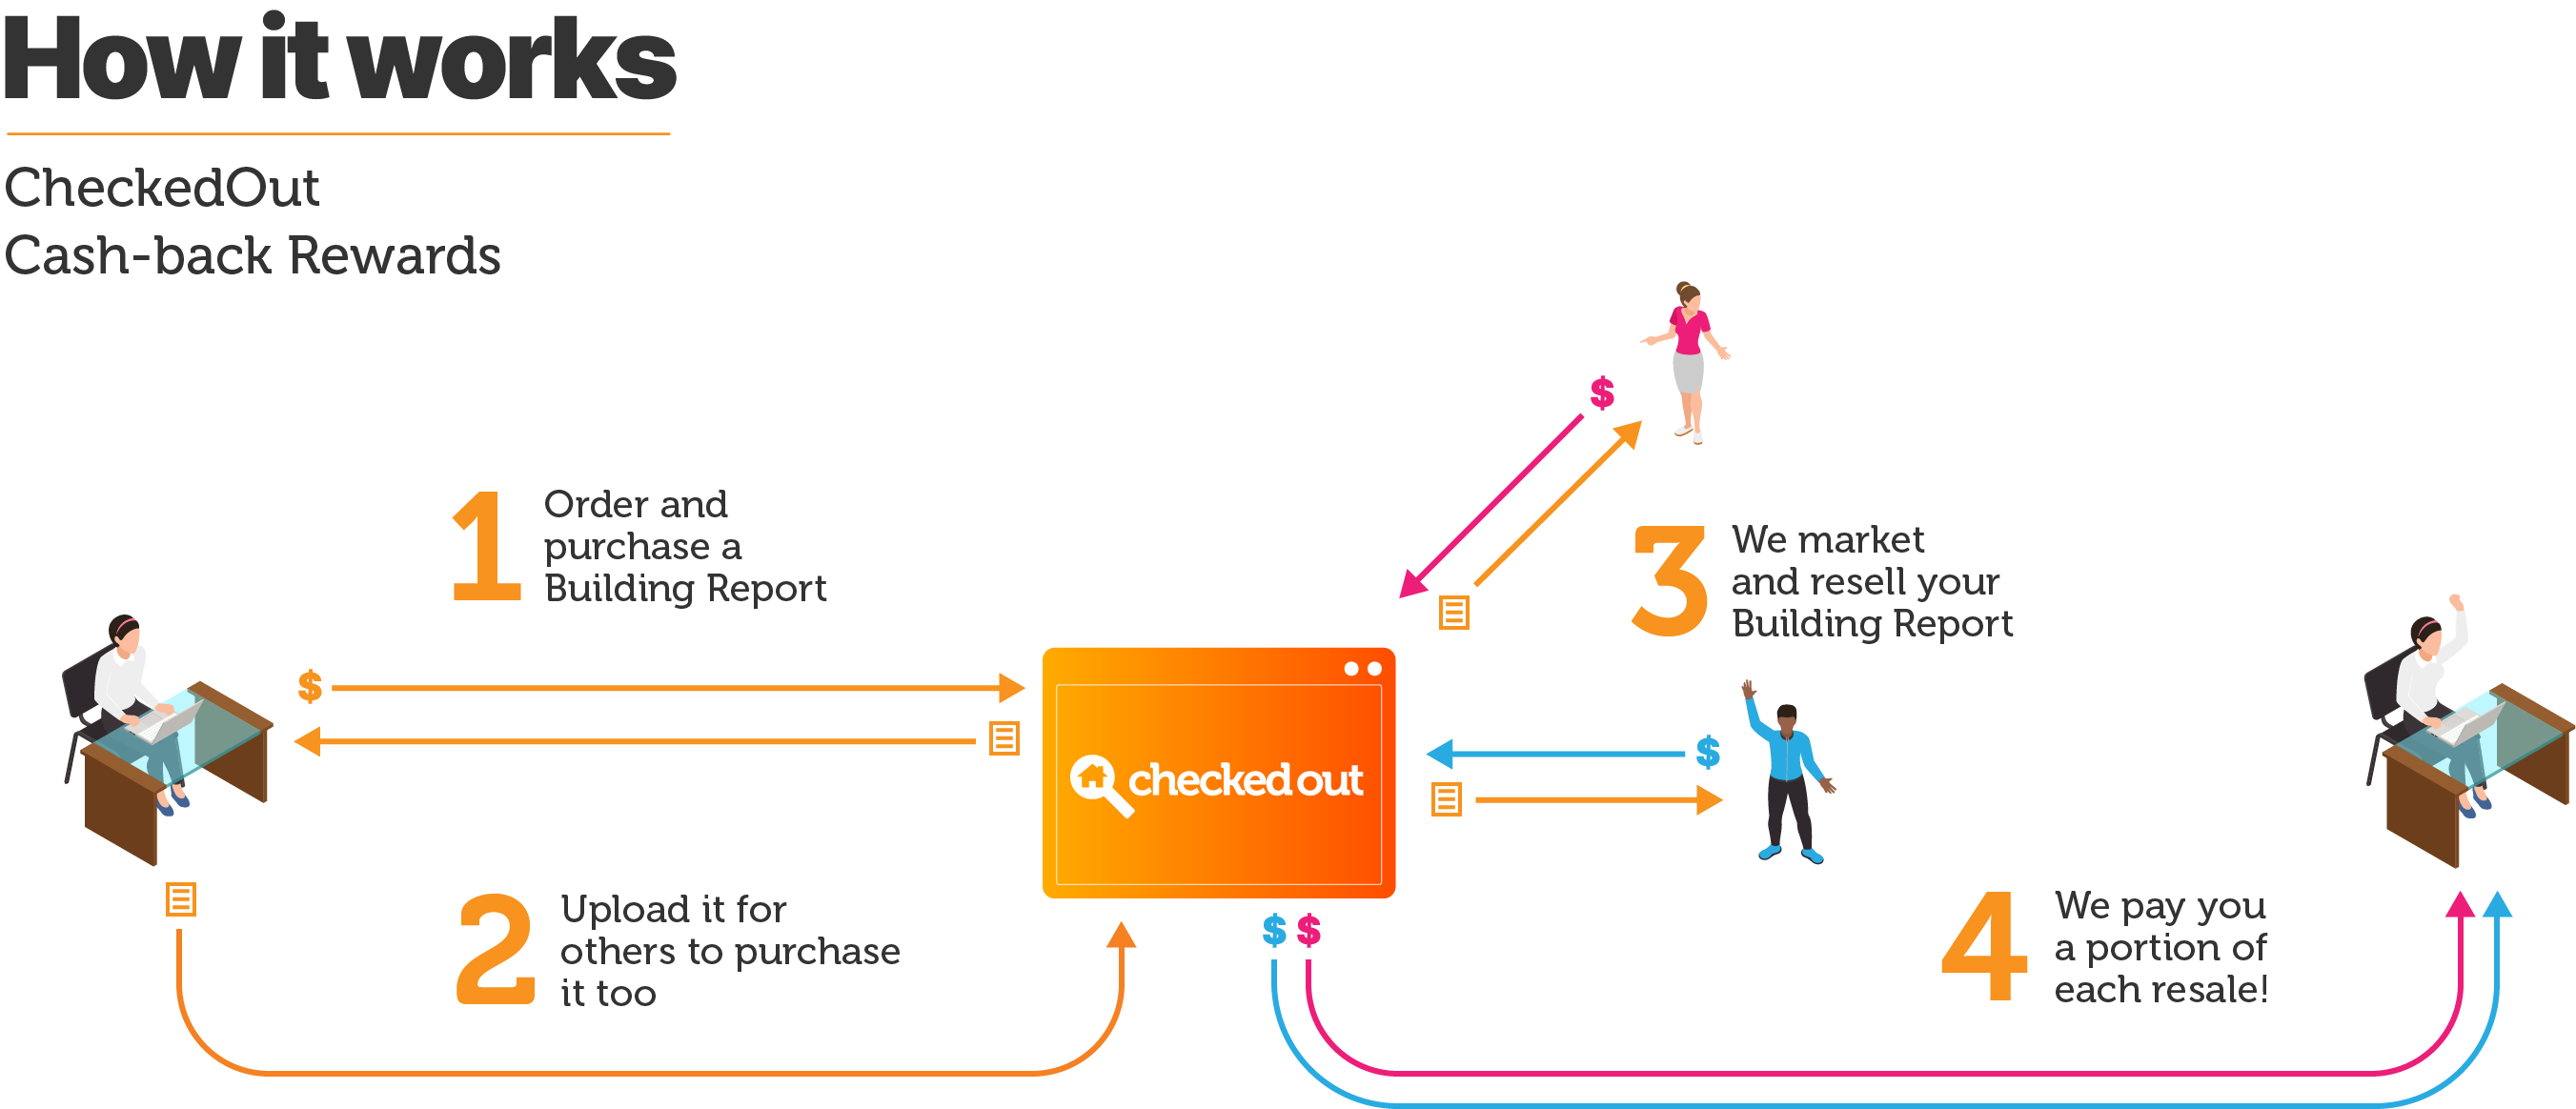 How it works
CheckedOut
Cash-back Rewards
1
Order and
purchase a
Building Report
$
2
Upload it for
others to purchase
it too
checked out
$
3
We market
and resell your
Building Report
$
$ $
4
We pay you
a portion of
each resale!